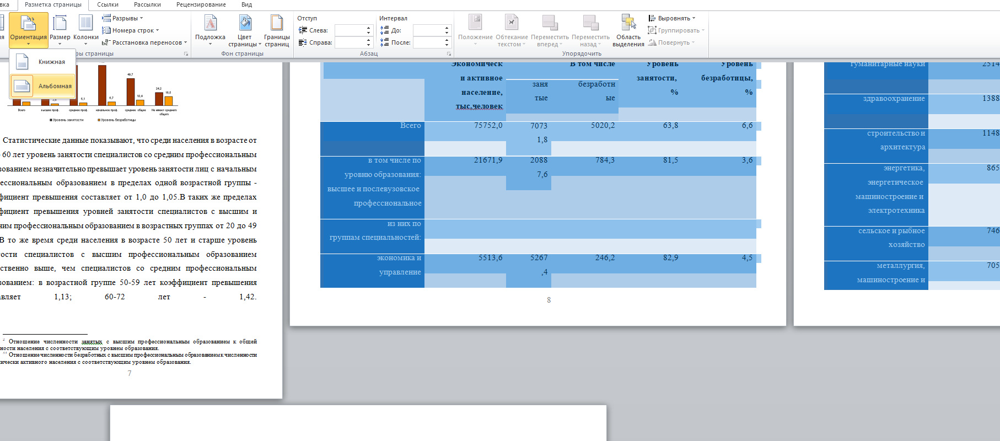 вка Разметка страницы Ссылки Рассылки Рецензирование Вид
Ориентация Размер Колонки
Разрывы
Номера строк
Расстановка переносов
Подложка Цвет страницы Границы страниц
Фон страницы
Отступ
Слева:
Справа:
Интервал
До:
После:
Абзац
Положение Обтекание текстом Переместить вперед Переместить назад Область выделения
Выровнять
Группировать
Повернуть
Упорядочить
ры страницы
Книжная
Альбомная
49,7
24,2
16,5
10,4
6,7
5,1
Всего высшее проф. среднее проф. начальное проф. среднее общее Не имеют среднего общего
Уровень занятости Уровень безработицы
Статистические данные показывают, что среди населения в возрасте от
60 лет уровень занятости специалистов со средним профессиональным
зованием незначительно превышает уровень занятости лиц с начальным
ессиональным образованием в пределах одной возрастной группы -
фициент превышения составляет от 1,0 до 1,05.В таких же пределах
фициент превышения уровней занятости специалистов с высшим и
ним профессиональным образованием в возрастных группах от 20 до 49
В то же время среди населения в возрасте 50 лет и старше уровень
ости специалистов с высшим профессиональным образованием
ственно выше, чем специалистов со средним профессиональным
зованием: в возрастной группе 50-59 лет коэффициент превышения
авляет 1,13; 60-72 лет - 1,42.
2 Отношение численности занятых с высшим профессиональным образованием к общей
ности населения с соответствующим уровнем образования.
Отношение численности безработных с высшим профессиональным образованием к численности
ически активного населения с соответствующим уровнем образования.
7
Экономическ
и активное
население,
тыс.человек
В том числе
заня
тые
безработн
ые
Уровень
занятости,
%
Уровень
безработицы,
%
Всего 75752,0 7073 5020,2 63,8 6,6
1,8
в том числе по 21671,9 2088 784,3 81,5 3,6
уровню образования: 7,6
высшее и послевузовское
профессиональное
из них по
группам специальностей:
экономика и 5513,6 5267 246,2 82,9 4,5
управление ,4
8
гуманитарные науки 2514
здравоохранение 1388
строительство и 1148
архитектура
энергетика, 865
энергетическое
машиностроение и
электротехника
сельское и рыбное 746
хозяйство
металлургия, 705
машиностроение и